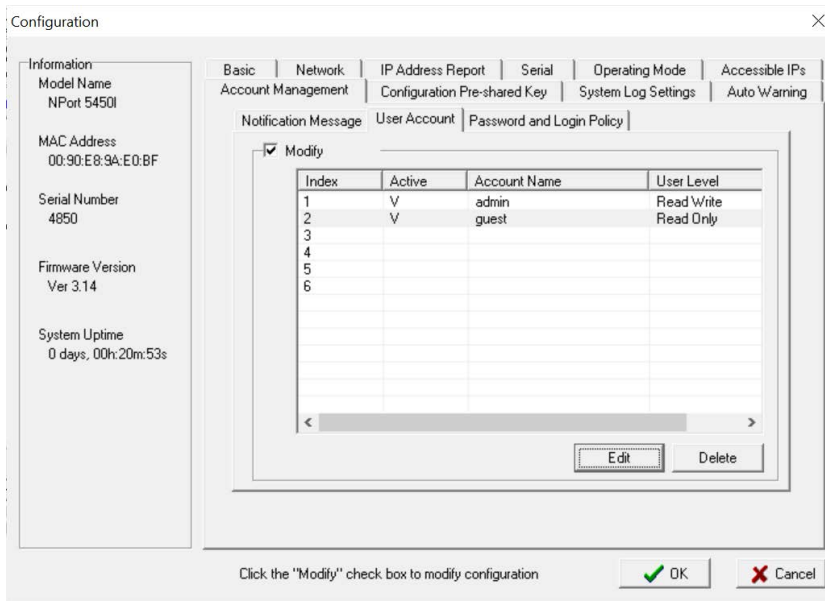 Configuration
Information
Model Name
NPort 5450I
MAC Address
00:90:E8:9A:E0:BF
Serial Number
4850
Firmware Version
Ver 3.14
System Uptime
0 days, 00h:20m:53s
Basic Network IP Address Report Serial Operating Mode Accessible IPs
Account Management Configuration Pre-shared Key System Log Settings Auto Warning
Notification Message User Account Password and Login Policy
Modify
Index Active Account Name User Level
1 V admin Read Write
2 V guest Read Only
3
4
5
6
Edit Delete
Click the "Modify" check box to modify configuration OK Cancel